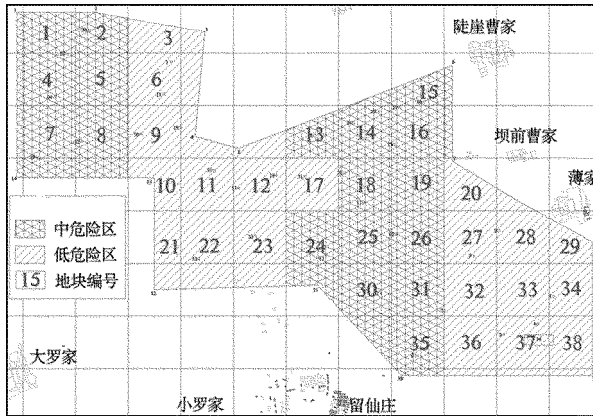 陡崖曹家
1 2 3
4 5 6
15
7 8 9
13 14 16
坝前曹家
薄家
10 11 12 17 18 19 20
21 22 23 24 25 26 27 28 29
30 31 32 33 34
35 36 37 38
中危险区
低危险区
15 地块编号
大罗家
小罗家
留仙庄